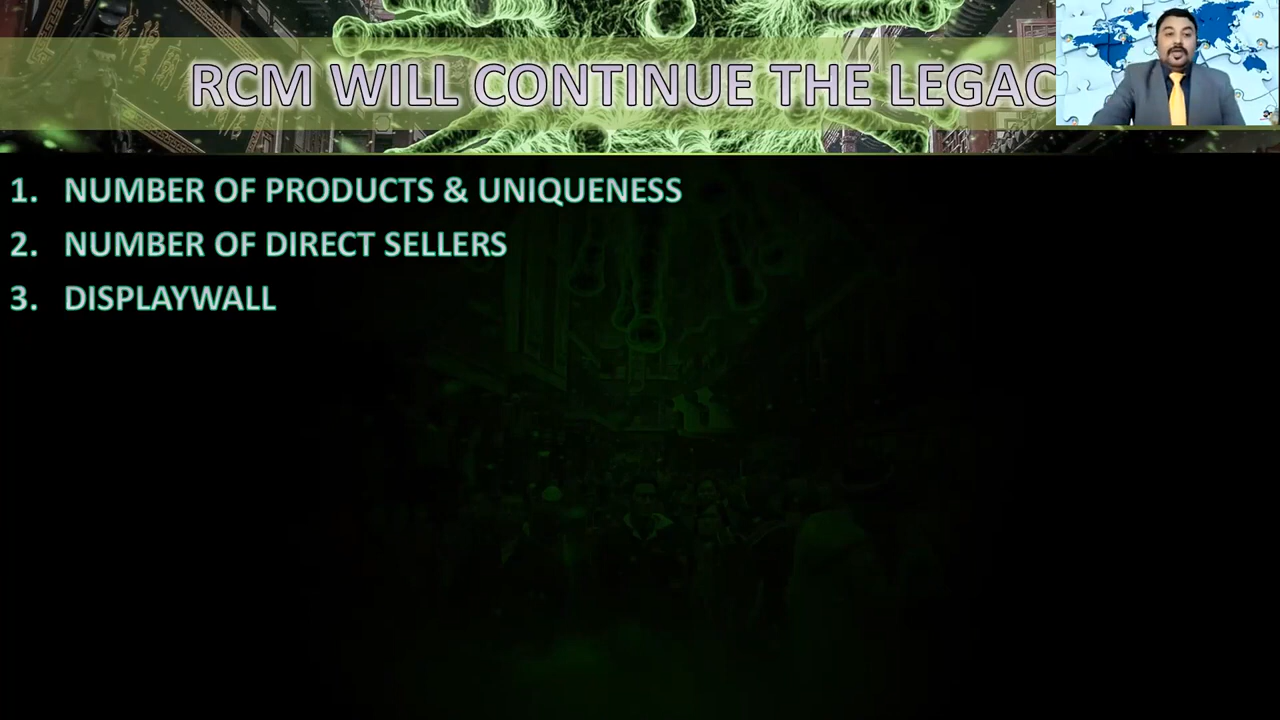 RCM WILL CONTINUE THE LEGAC
1. NUMBER OF PRODUCTS & UNIQUENESS
2. NUMBER OF DIRECT SELLERS
3. DISPLAYWALL